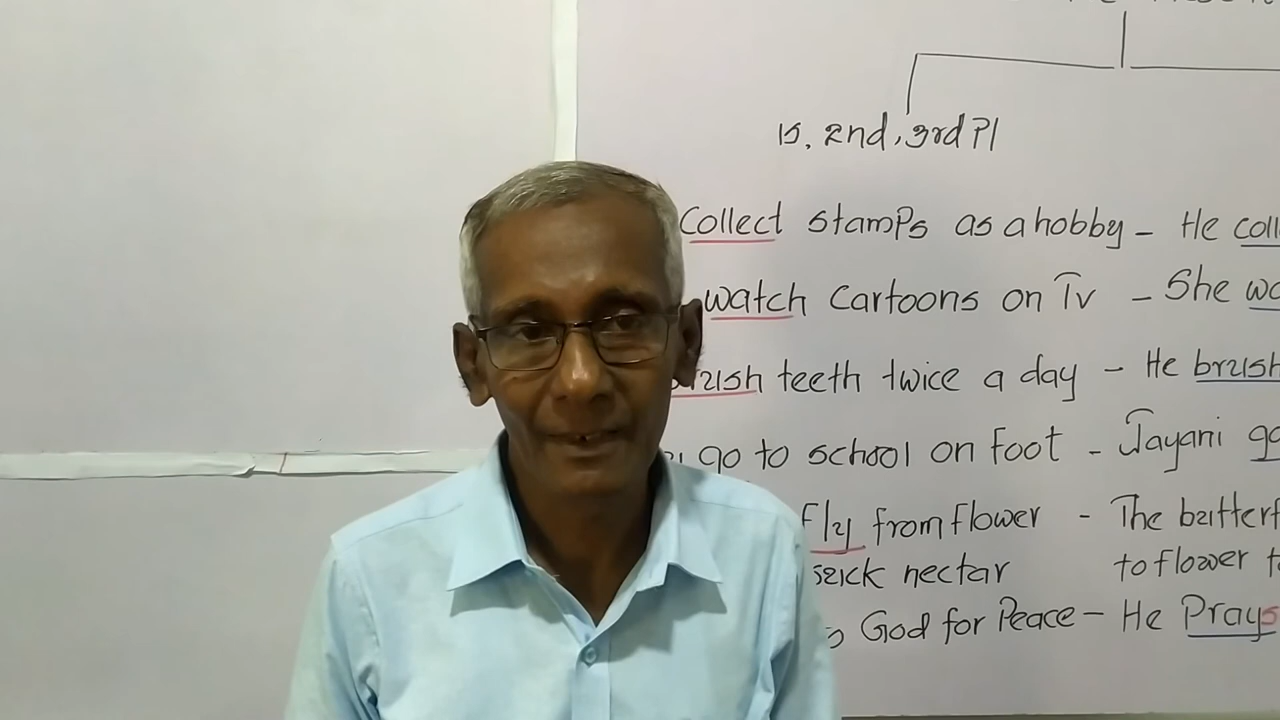 1s, 2nd, 3rd Pl
Collect stamps as a hobby - He coll
watch cartoons on Tv - She wa
teeth twice a day - He brush
go to school on foot - Jayani go
Fly from flower - The butterf
suck nectar to flower t
God for Peace - He Prays